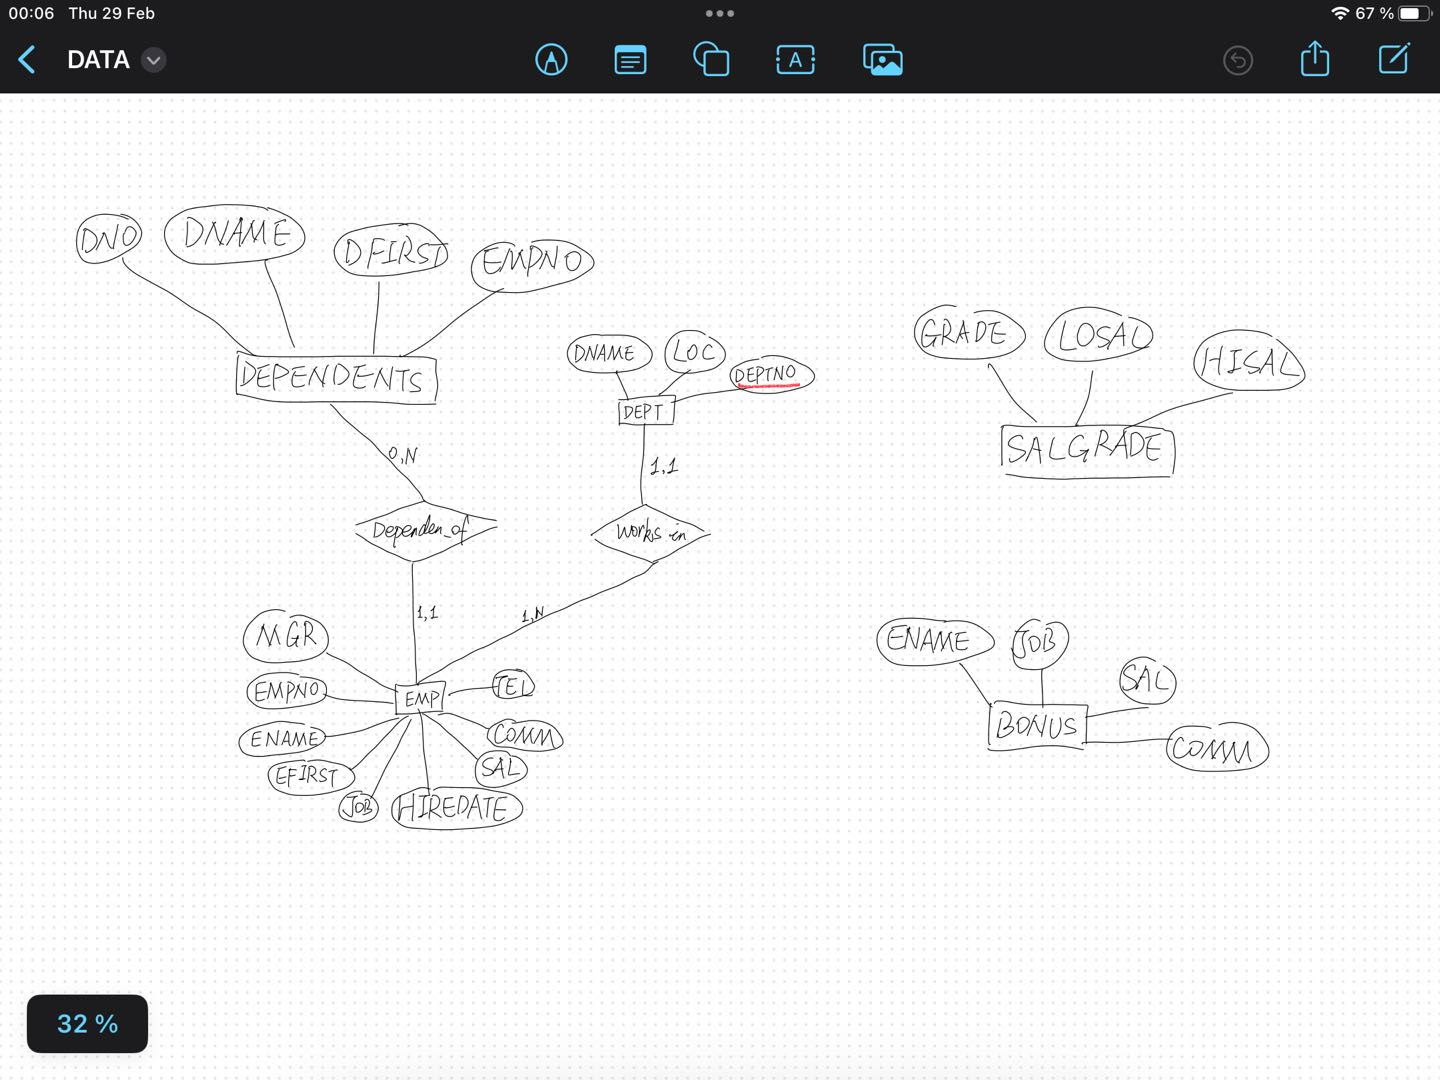 00:06 Thu 29 Feb
67 %
DATA
DNO
DNAME
DFIRST
EMPNO
DEPENDENTS
0,N
Dependen_of
1,1
DNAME
LOC
DEPTNO
DEPT
1,1
Works in
1,N
MGR
EMPNO
ENAME
EFIRST
JOB
HIREDATE
SAL
COMM
TEL
EMP
GRADE
LOSAL
HISAL
SALGRADE
ENAME
JOB
SAL
COMM
BONUS
32 %